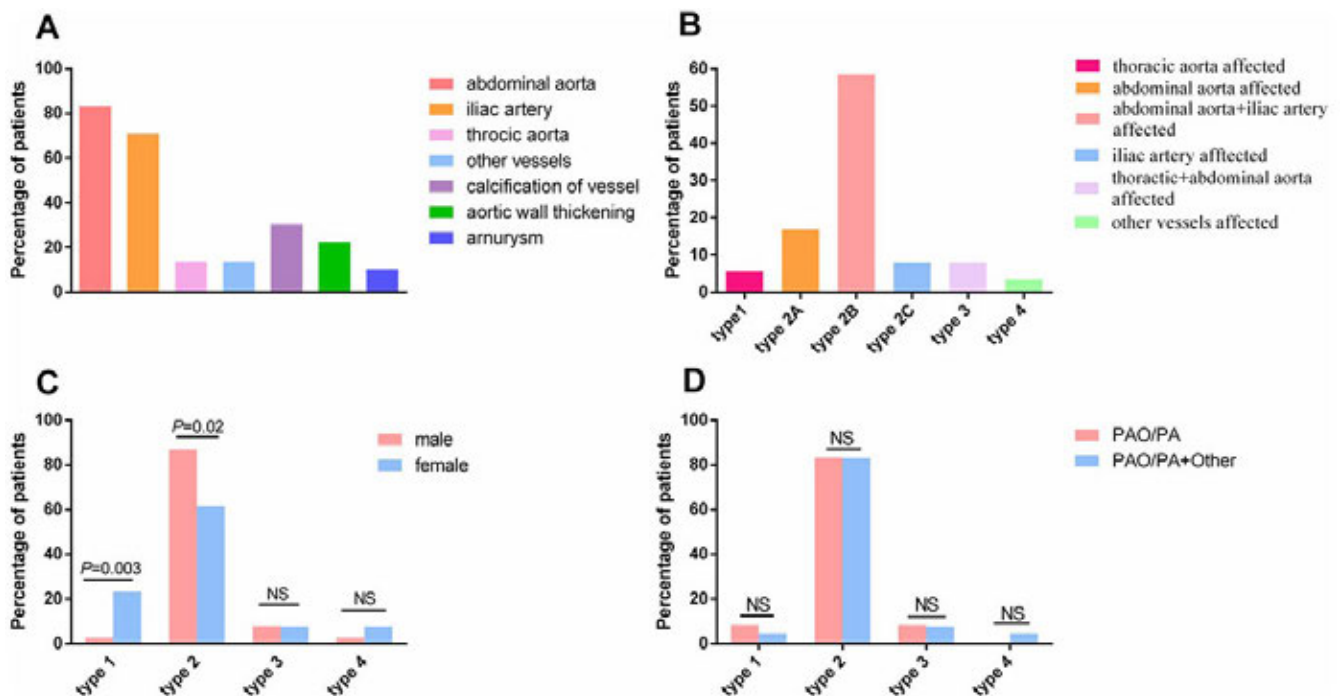 A
Percentage of patients
100
80
60
40
20
0
abdominal aorta
iliac artery
throcic aorta
other vessels
calcification of vessel
aortic wall thickening
arnurysm
B
Percentage of patients
60
50
40
30
20
10
0
type1
type 2A
type 2B
type 2C
type 3
type 4
thoracic aorta affected
abdominal aorta affected
abdominal aorta+iliac artery
affected
iliac artery afffected
thoractic+abdominal aorta
affected
other vessels affected
C
Percentage of patients
100
80
60
40
20
0
P=0.003
P=0.02
NS
NS
type 1
type 2
type 3
type 4
male
female
D
Percentage of patients
100
80
60
40
20
0
NS
NS
NS
NS
type 1
type 2
type 3
type 4
PAO/PA
PAO/PA+Other